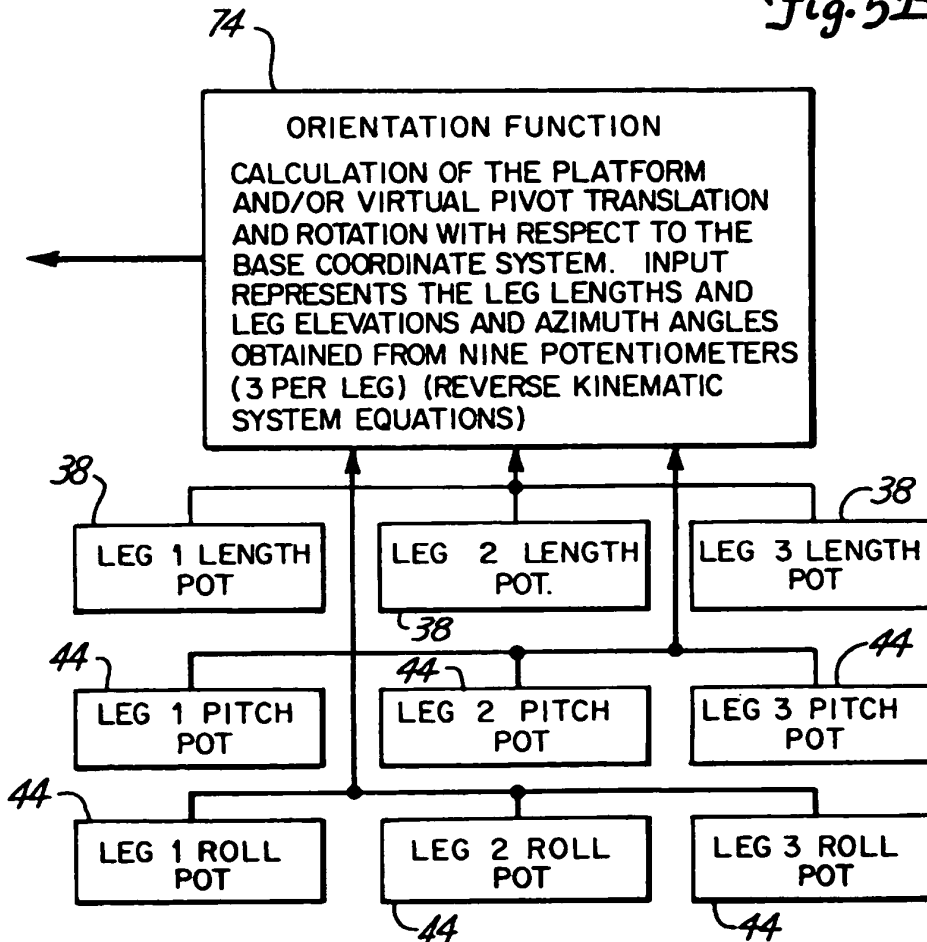 Fig. 5
74
ORIENTATION FUNCTION
CALCULATION OF THE PLATFORM
AND/OR VIRTUAL PIVOT TRANSLATION
AND ROTATION WITH RESPECT TO THE
BASE COORDINATE SYSTEM. INPUT
REPRESENTS THE LEG LENGTHS AND
LEG ELEVATIONS AND AZIMUTH ANGLES
OBTAINED FROM NINE POTENTIOMETERS
(3 PER LEG) (REVERSE KINEMATIC
SYSTEM EQUATIONS)
38
LEG 1 LENGTH
POT
LEG 2 LENGTH
POT.
38
38
LEG 3 LENGTH
POT
44
LEG 1 PITCH
POT
44
LEG 2 PITCH
POT
44
LEG 3 PITCH
POT
44
LEG 1 ROLL
POT
LEG 2 ROLL
POT
44
LEG 3 ROLL
POT
44